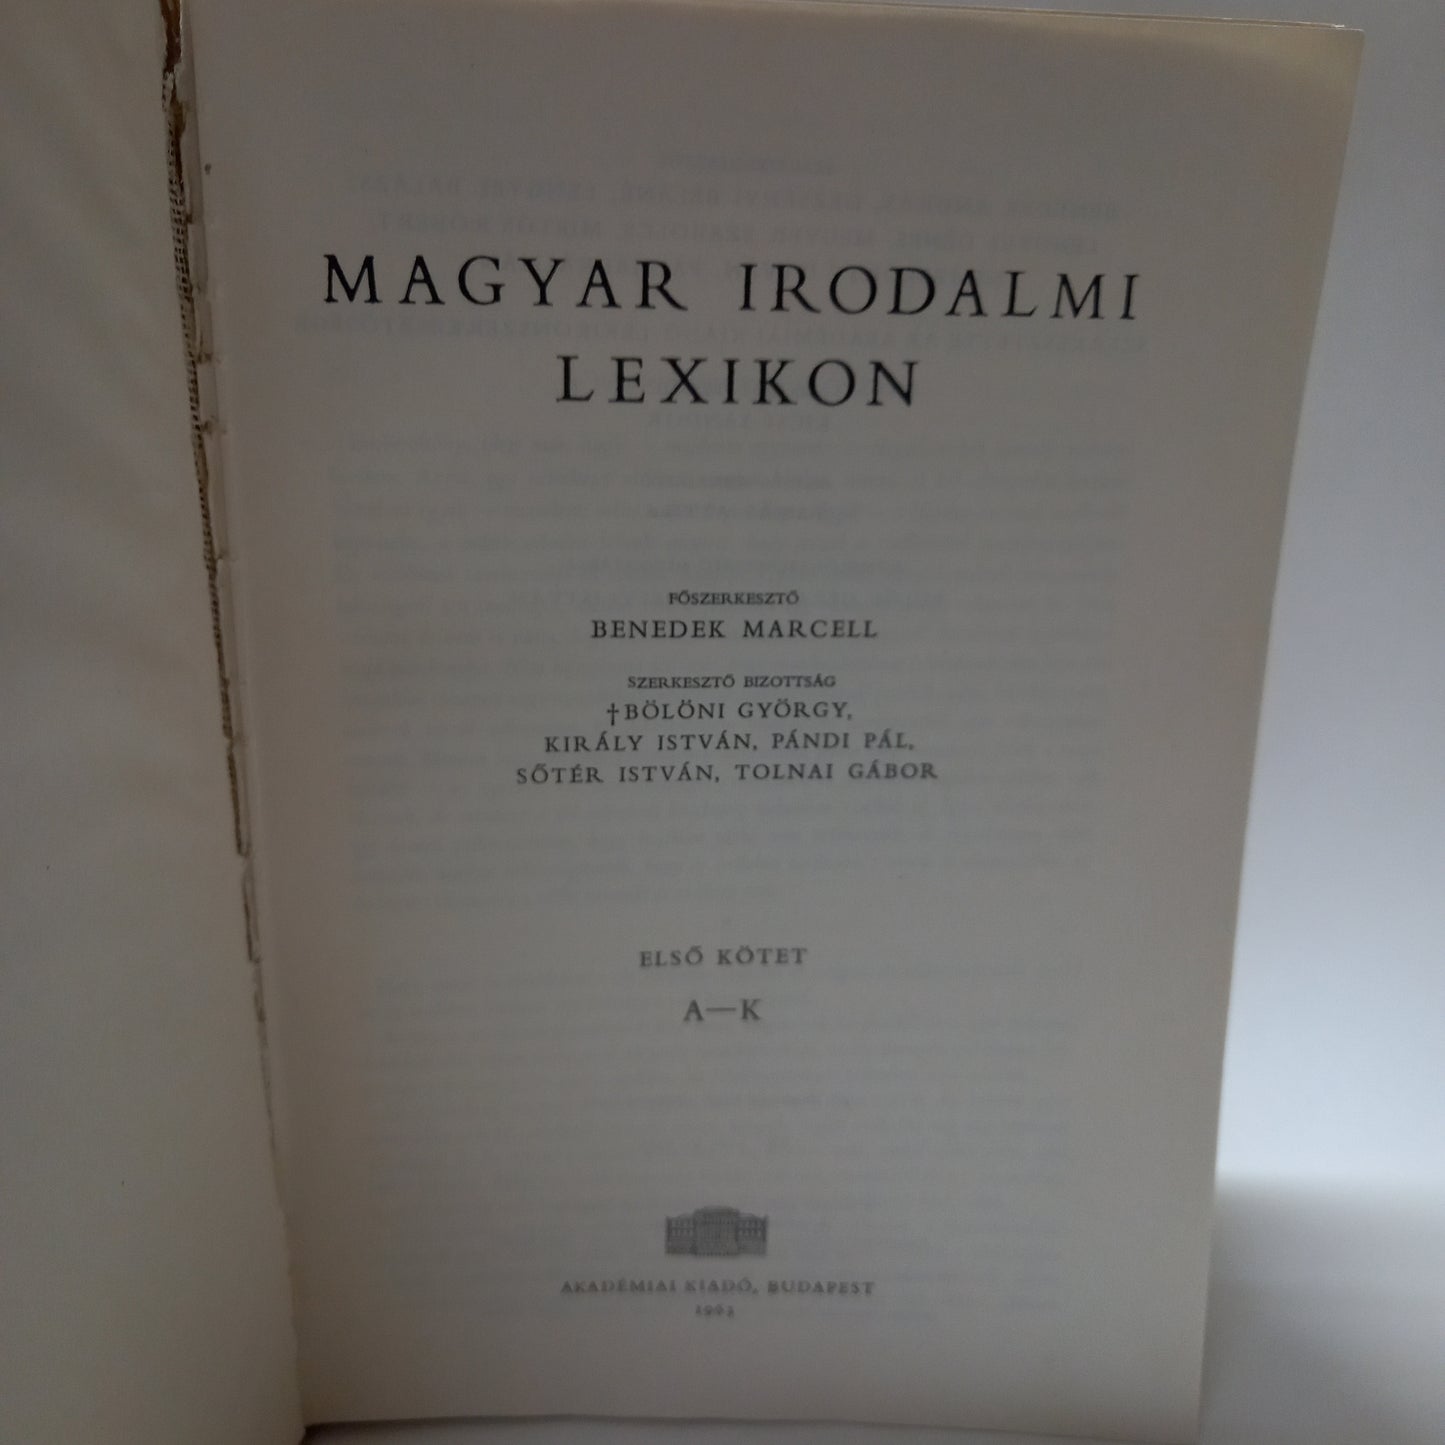 MAGYAR IRODALMI
LEXIKON
FŐSZERKESZTŐ
BENEDEK MARCELL
SZERKESZTŐ BIZOTTSÁG
†BÖLÖNI GYÖRGY,
KIRÁLY ISTVÁN, PÁNDI PÁL,
SŐTÉR ISTVÁN, TOLNAI GÁBOR
ELSŐ KÖTET
A—K
AKADÉMIAI KIADÓ, BUDAPEST
1963